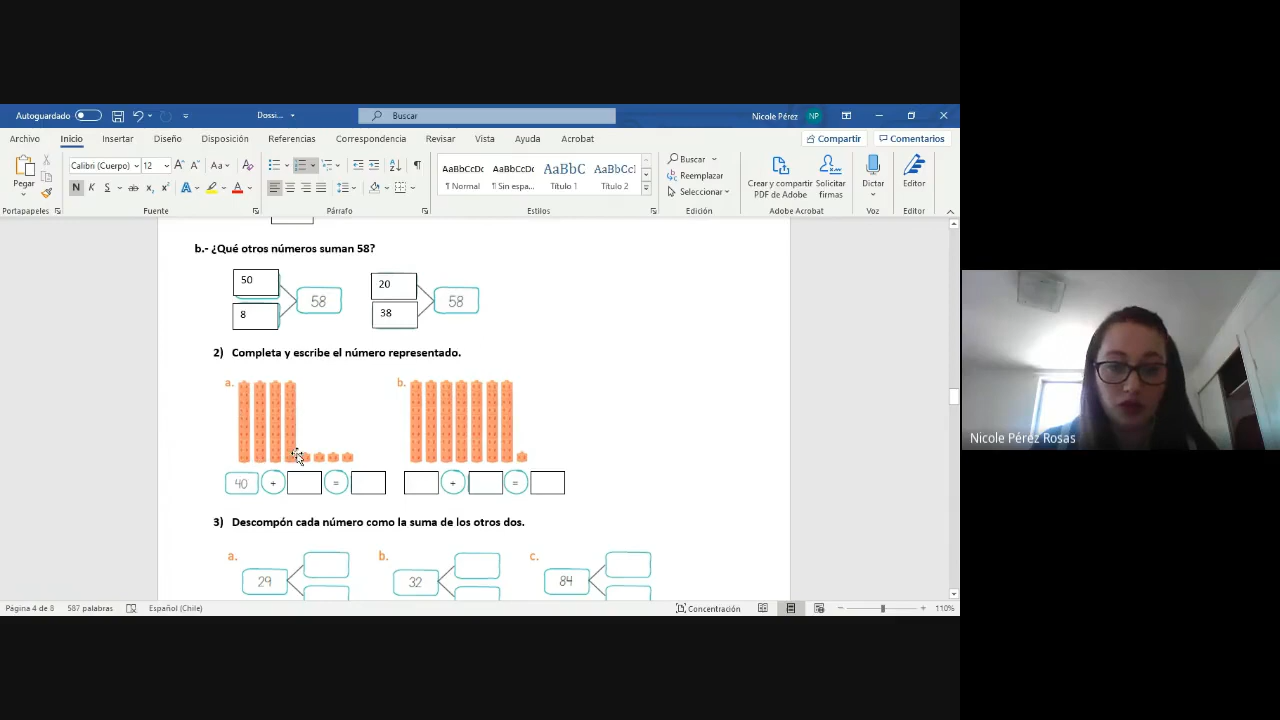 Autoguardado
Dossi...
Buscar
Nicole Pérez
NP
Archivo
Inicio
Insertar
Diseño
Disposición
Referencias
Correspondencia
Revisar
Vista
Ayuda
Acrobat
Compartir
Comentarios
Pegar
Calibri (Cuerpo)
12
N K S ab x₂ x²
AaBbCcDc
¶ Normal
AaBbCcDc
¶ Sin espa...
AaBbC
Título 1
AaBbCcI
Título 2
Buscar
Reemplazar
Seleccionar
Crear y compartir
PDF de Adobe
Solicitar
firmas
Dictar
Editor
Portapapeles
Fuente
Párrafo
Estilos
Edición
Adobe Acrobat
Voz
Editor
b.- ¿Qué otros números suman 58?
50
8
58
20
38
58
2) Completa y escribe el número representado.
a.
b.
40 + =
+ =
3) Descompón cada número como la suma de los otros dos.
a.
29
b.
32
c.
84
Página 4 de 8
587 palabras
Español (Chile)
Concentración
110%
Nicole Pérez Rosas